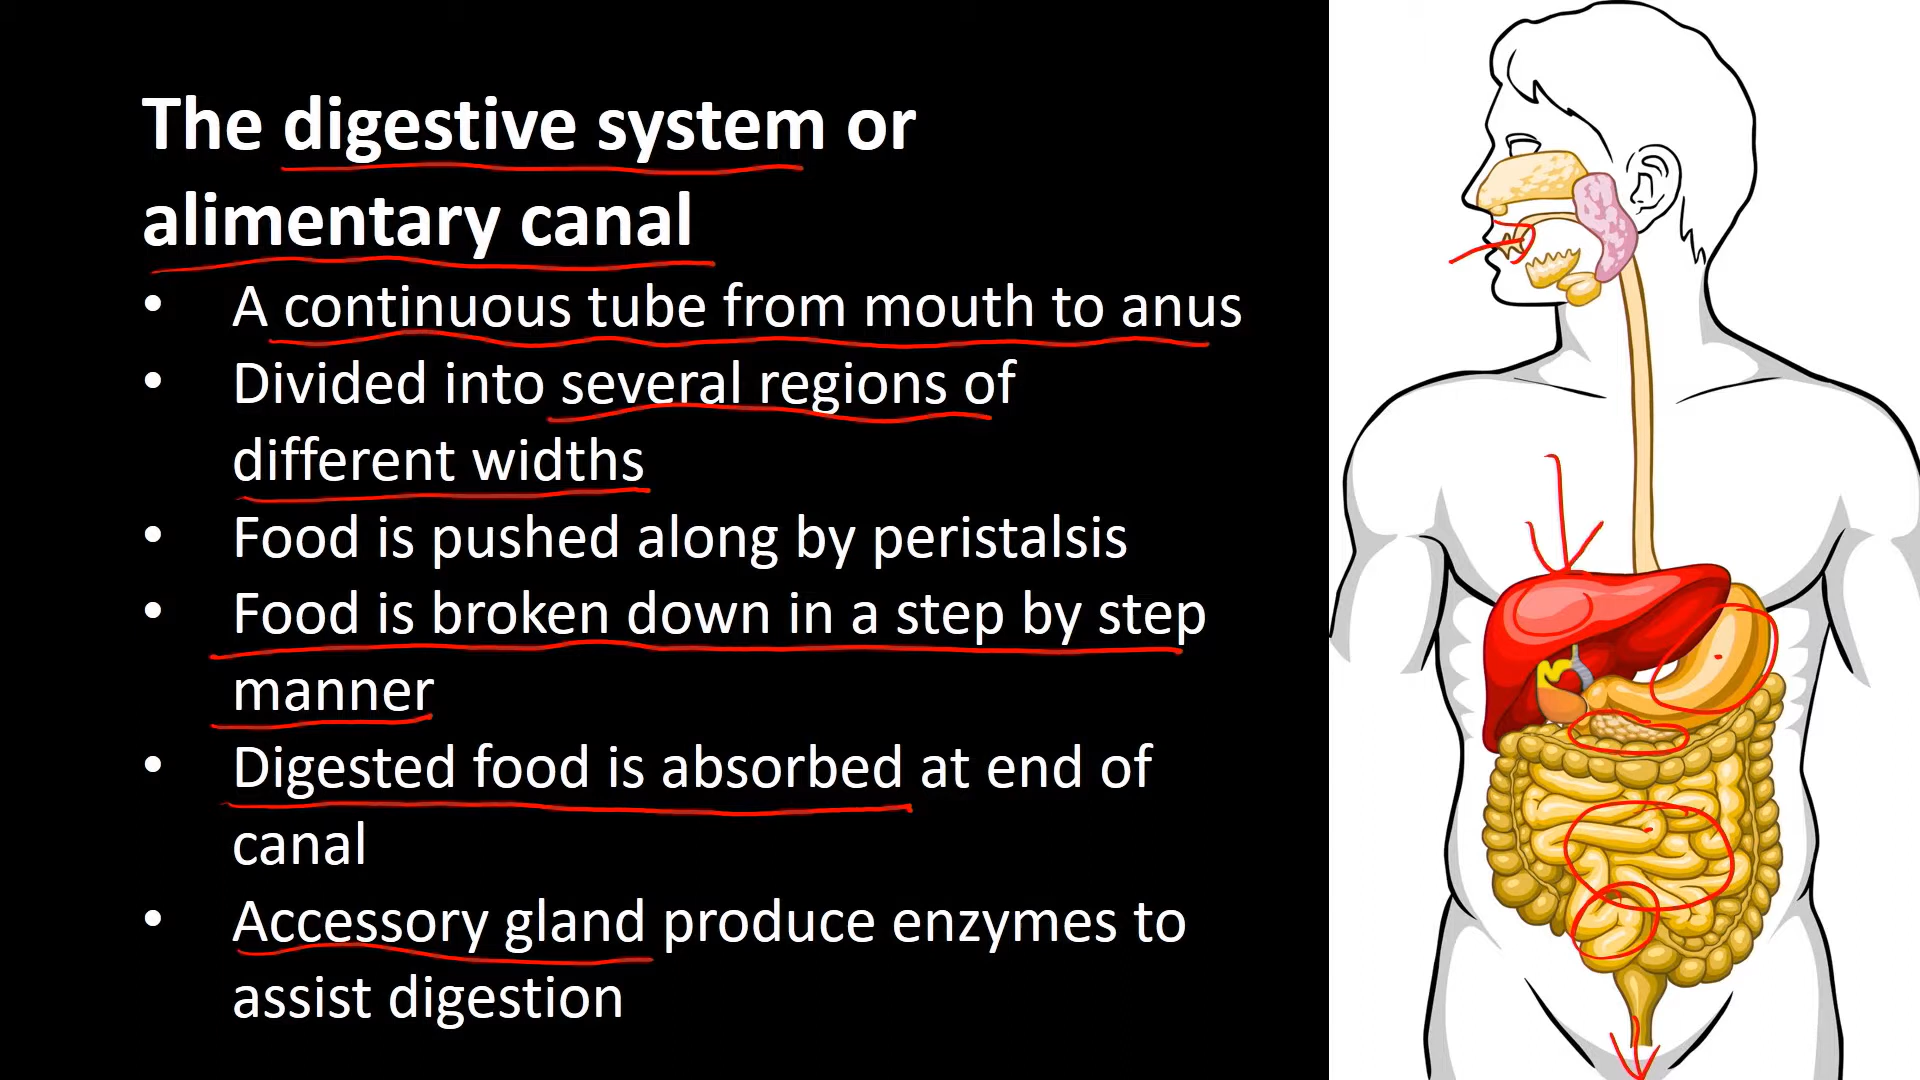 The digestive system or
alimentary canal
• A continuous tube from mouth to anus
• Divided into several regions of
different widths
• Food is pushed along by peristalsis
• Food is broken down in a step by step
manner
• Digested food is absorbed at end of
canal
• Accessory gland produce enzymes to
assist digestion